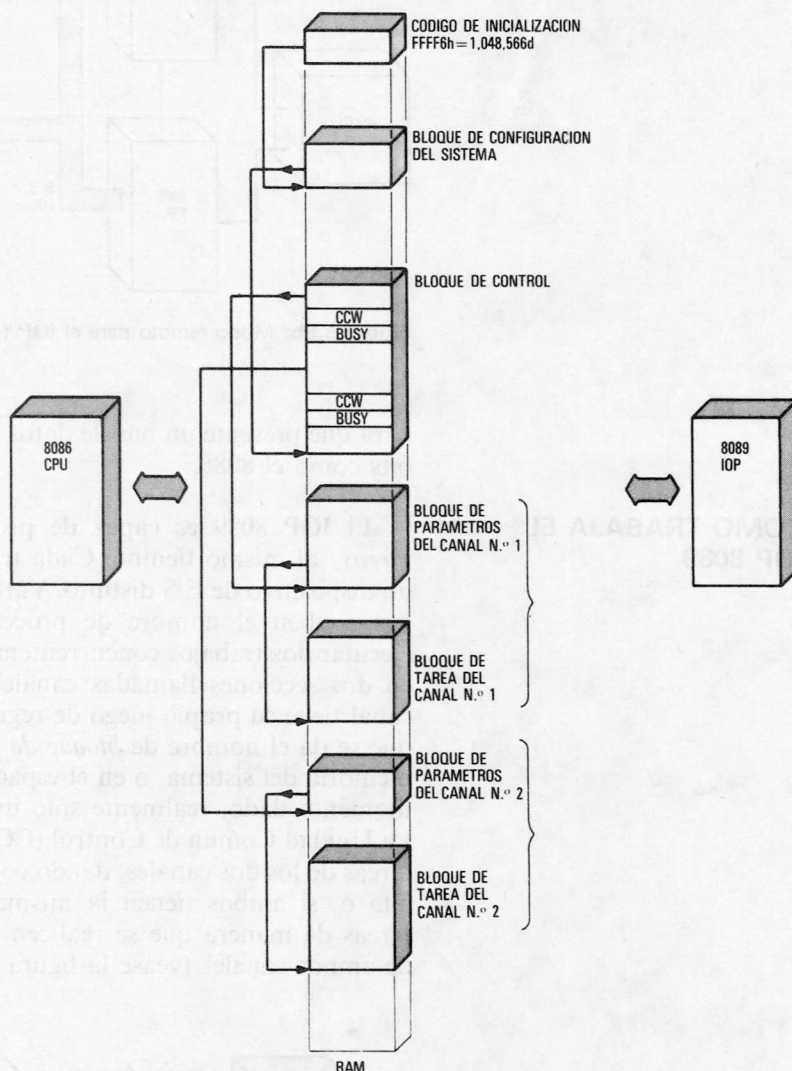 CODIGO DE INICIALIZACION
FFFF6h=1,048,566d
BLOQUE DE CONFIGURACION
DEL SISTEMA
BLOQUE DE CONTROL
CCW
BUSY
CCW
BUSY
8086
CPU
8089
IOP
BLOQUE DE
PARAMETROS
DEL CANAL N.º 1
BLOQUE DE
TAREA DEL
CANAL N.º 1
BLOQUE DE
PARAMETROS
DEL CANAL N.º 2
BLOQUE DE
TAREA DEL
CANAL N.º 2
RAM